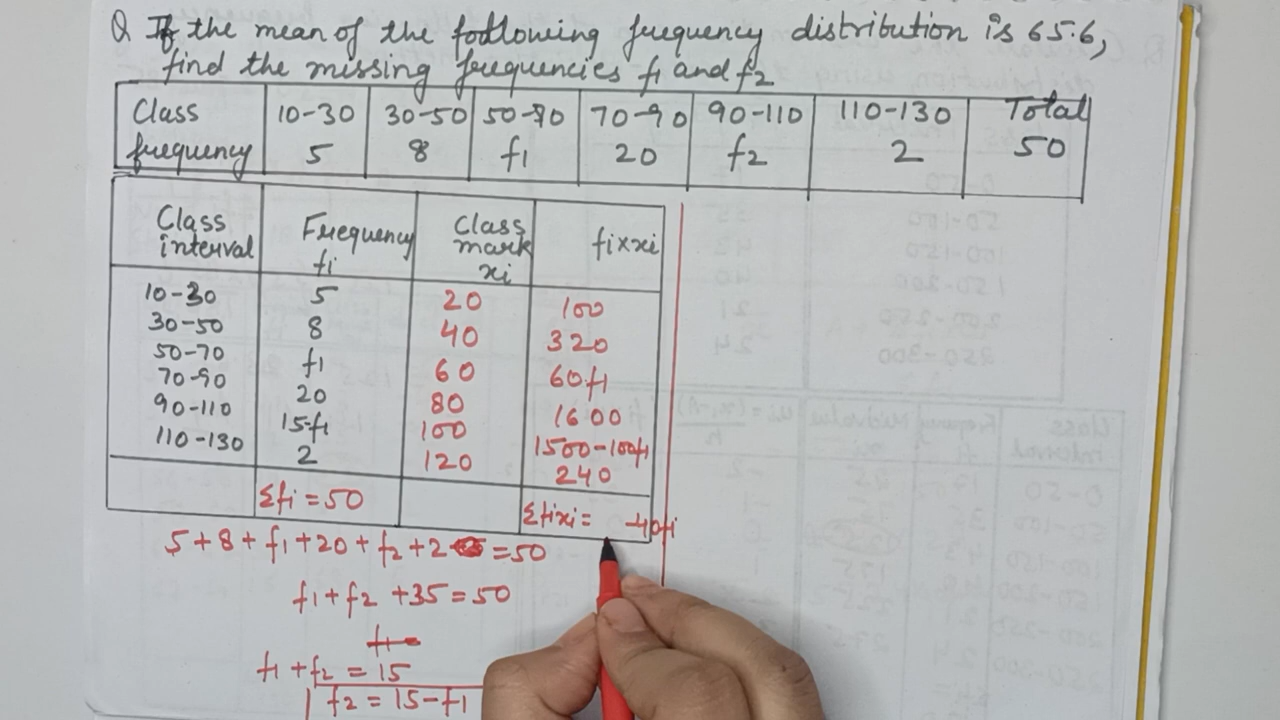 Q If the mean of the following frequency distribution is 65.6,
find the missing frequencies f1 and f2
Class 10-30 30-50 50-70 70-90 90-110 110-130 Total
frequency 5 8 f1 20 f2 2 50
Class interval Frequency fi Class mark xi fi×xi
10-30 5 20 100
30-50 8 40 320
50-70 f1 60 60f1
70-90 20 80 1600
90-110 15-f1 100 1500-100f1
110-130 2 120 240
Σfi = 50 Σfixi = -40fi
5+8+f1+20+f2+2 =50
f1+f2 +35=50
f1
f1+f2 = 15
f2 = 15-f1